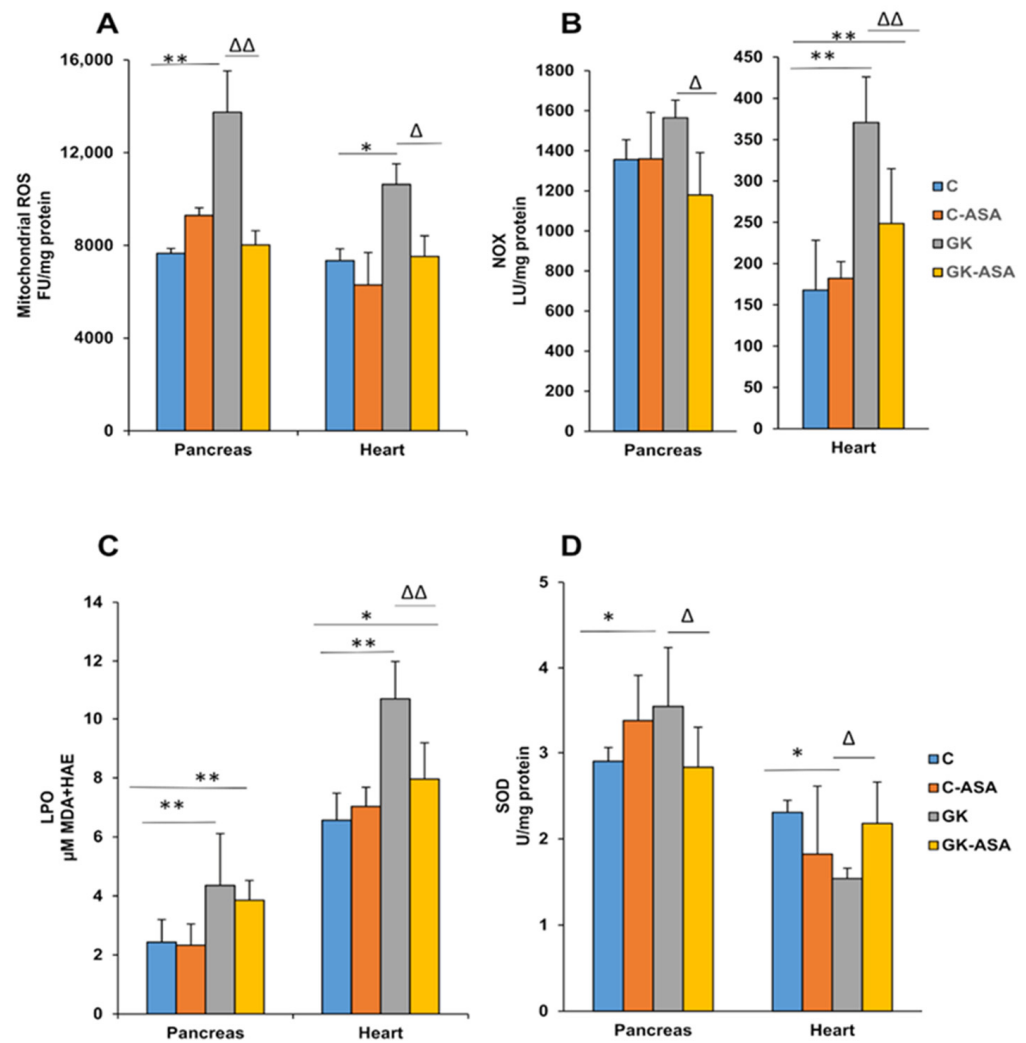 A
** ΔΔ
* Δ
16,000
12,000
8000
4000
0
Mitochondrial ROS
FU/mg protein
Pancreas Heart
B
Δ
1800
1600
1400
1200
1000
800
600
400
200
0
NOX
LU/mg protein
Pancreas
ΔΔ
**
**
450
400
350
300
250
200
150
100
50
0
Heart
C
C-ASA
GK
GK-ASA
C
**
**
ΔΔ
*
**
14
12
10
8
6
4
2
0
LPO
µM MDA+HAE
Pancreas Heart
D
* Δ
* Δ
5
4
3
2
1
0
SOD
U/mg protein
Pancreas Heart
C
C-ASA
GK
GK-ASA